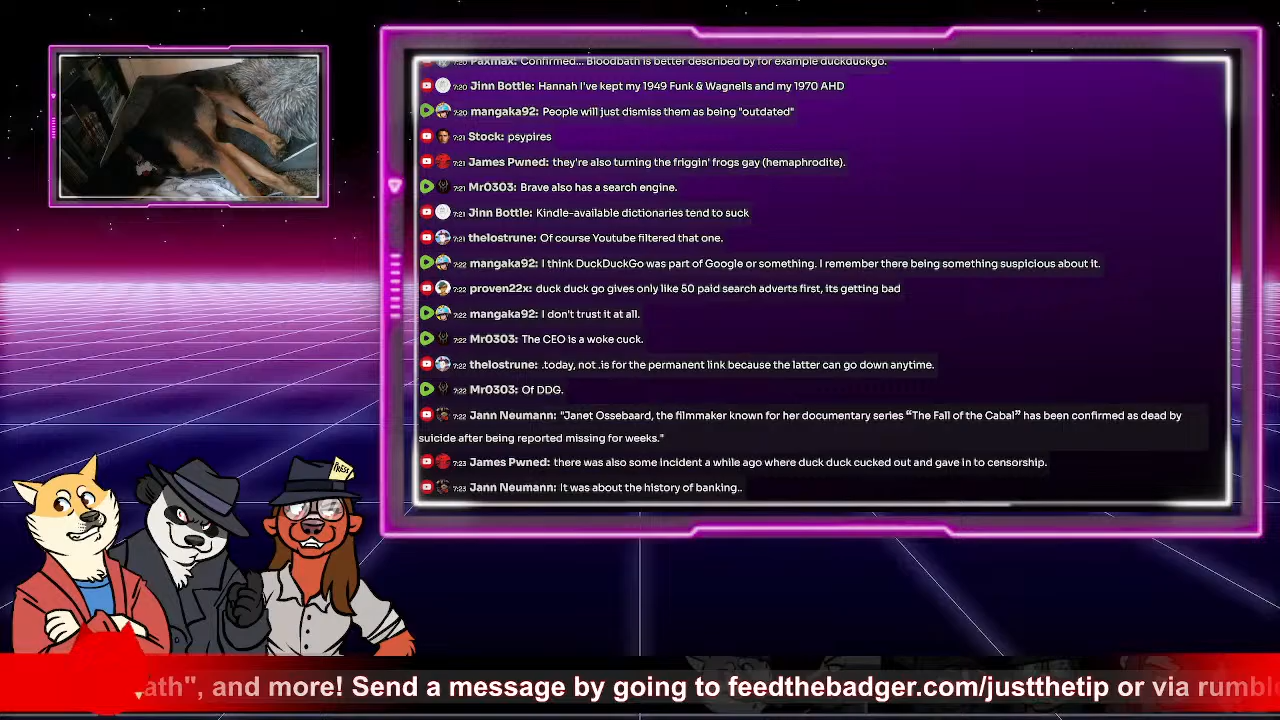 Paxmax: Confirmed... Bloodbath is better described by for example duckduckgo.
7:20 Jinn Bottle: Hannah I've kept my 1949 Funk & Wagnells and my 1970 AHD
7:20 mangaka92: People will just dismiss them as being "outdated"
7:21 Stock: psypires
7:21 James Pwned: they're also turning the friggin' frogs gay (hemaphrodite).
7:21 Mr0303: Brave also has a search engine.
7:21 Jinn Bottle: Kindle-available dictionaries tend to suck
7:21 thelostrune: Of course Youtube filtered that one.
7:22 mangaka92: I think DuckDuckGo was part of Google or something. I remember there being something suspicious about it.
7:22 proven22x: duck duck go gives only like 50 paid search adverts first, its getting bad
7:22 mangaka92: I don't trust it at all.
7:22 Mr0303: The CEO is a woke cuck.
7:22 thelostrune: .today, not .is for the permanent link because the latter can go down anytime.
7:22 Mr0303: Of DDG.
7:22 Jann Neumann: "Janet Ossebaard, the filmmaker known for her documentary series “The Fall of the Cabal” has been confirmed as dead by
suicide after being reported missing for weeks."
7:23 James Pwned: there was also some incident a while ago where duck duck cucked out and gave in to censorship.
7:23 Jann Neumann: It was about the history of banking..
PRESS
ath", and more! Send a message by going to feedthebadger.com/justthetip or via rumbl